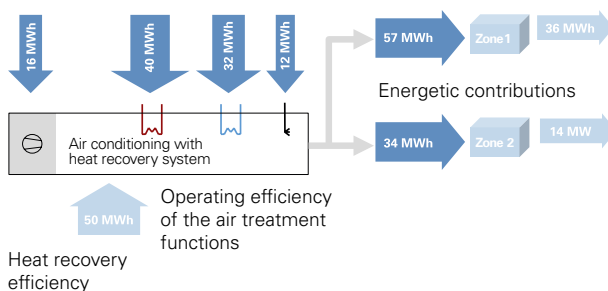 16 MWh
40 MWh
32 MWh
12 MWh
57 MWh
Zone 1
36 MWh
Energetic contributions
Air conditioning with
heat recovery system
34 MWh
Zone 2
14 MW
50 MWh
Operating efficiency
of the air treatment
functions
Heat recovery
efficiency